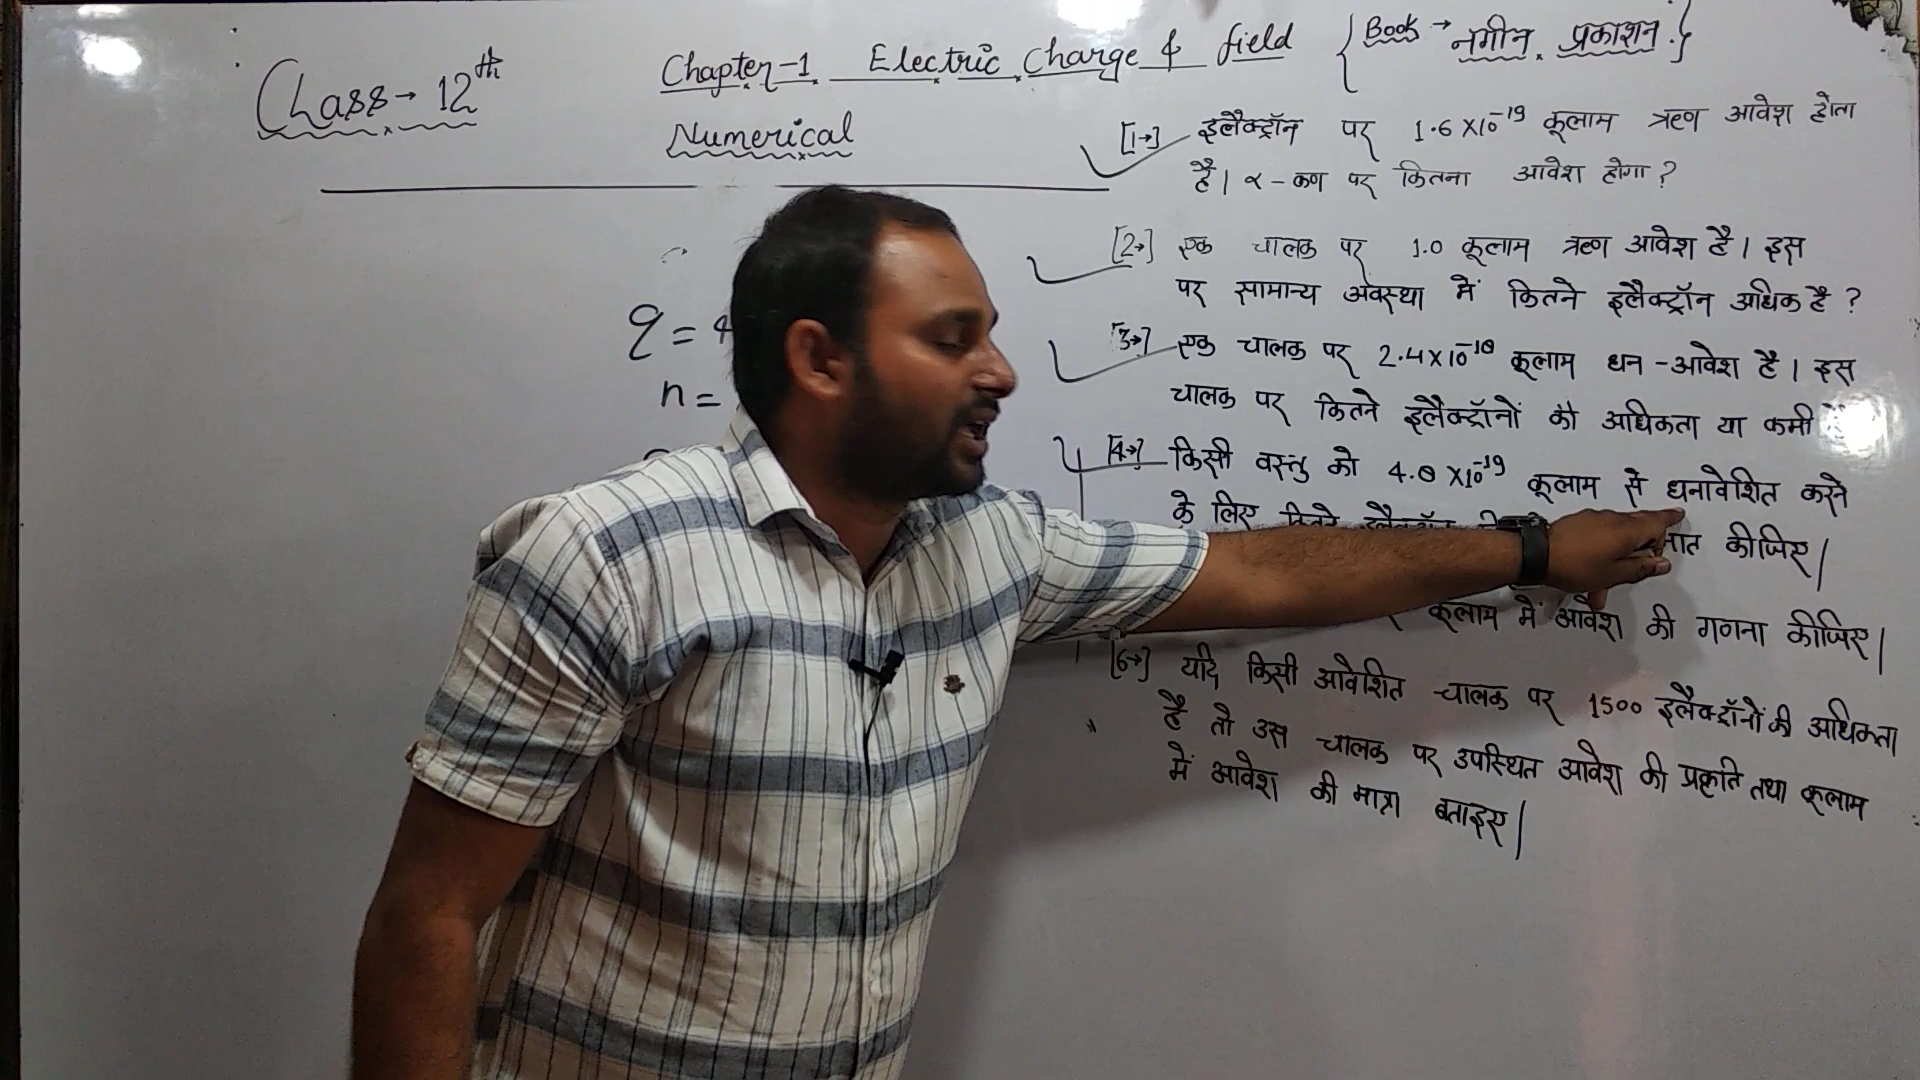 Class → 12th
Chapter-1 Electric Charge & field
{Book → नगीन प्रकाशन.}
Numerical
[1→] इलैक्ट्रॉन पर 1.6 X10⁻¹⁹ कूलाम ऋण आवेश होता
है। α - कण पर कितना आवेश होगा ?
[2→] एक चालक पर 1.0 कूलाम ऋण आवेश है। इस
पर सामान्य अवस्था में कितने इलैक्ट्रॉन अधिक है ?
[3→] एक चालक पर 2.4X10⁻¹⁸ कूलाम धन -आवेश है। इस
चालक पर कितने इलैक्ट्रॉनों की अधिकता या कमी
[4→] किसी वस्तु को 4.8 X10⁻¹⁹ कूलाम से धनावेशित करने
के लिए कितने इलैक्ट्रॉन कीजिए।
कूलाम में आवेश की गणना कीजिए।
[6→] यदि किसी आवेशित चालक पर 1500 इलैक्ट्रॉनों की अधिकता
है तो उस चालक पर उपस्थित आवेश की प्रकृति तथा कूलाम
में आवेश की मात्रा बताइए।
q = 4
n =